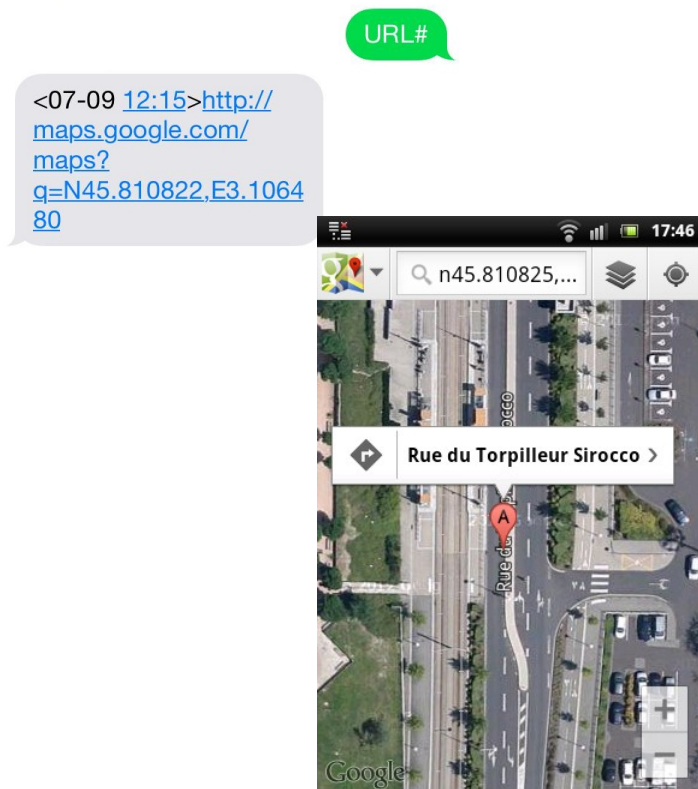 URL#
<07-09 12:15>http://
maps.google.com/
maps?
q=N45.810822,E3.1064
80
17:46
n45.810825,...
Rue du Torpilleur Sirocco
Google